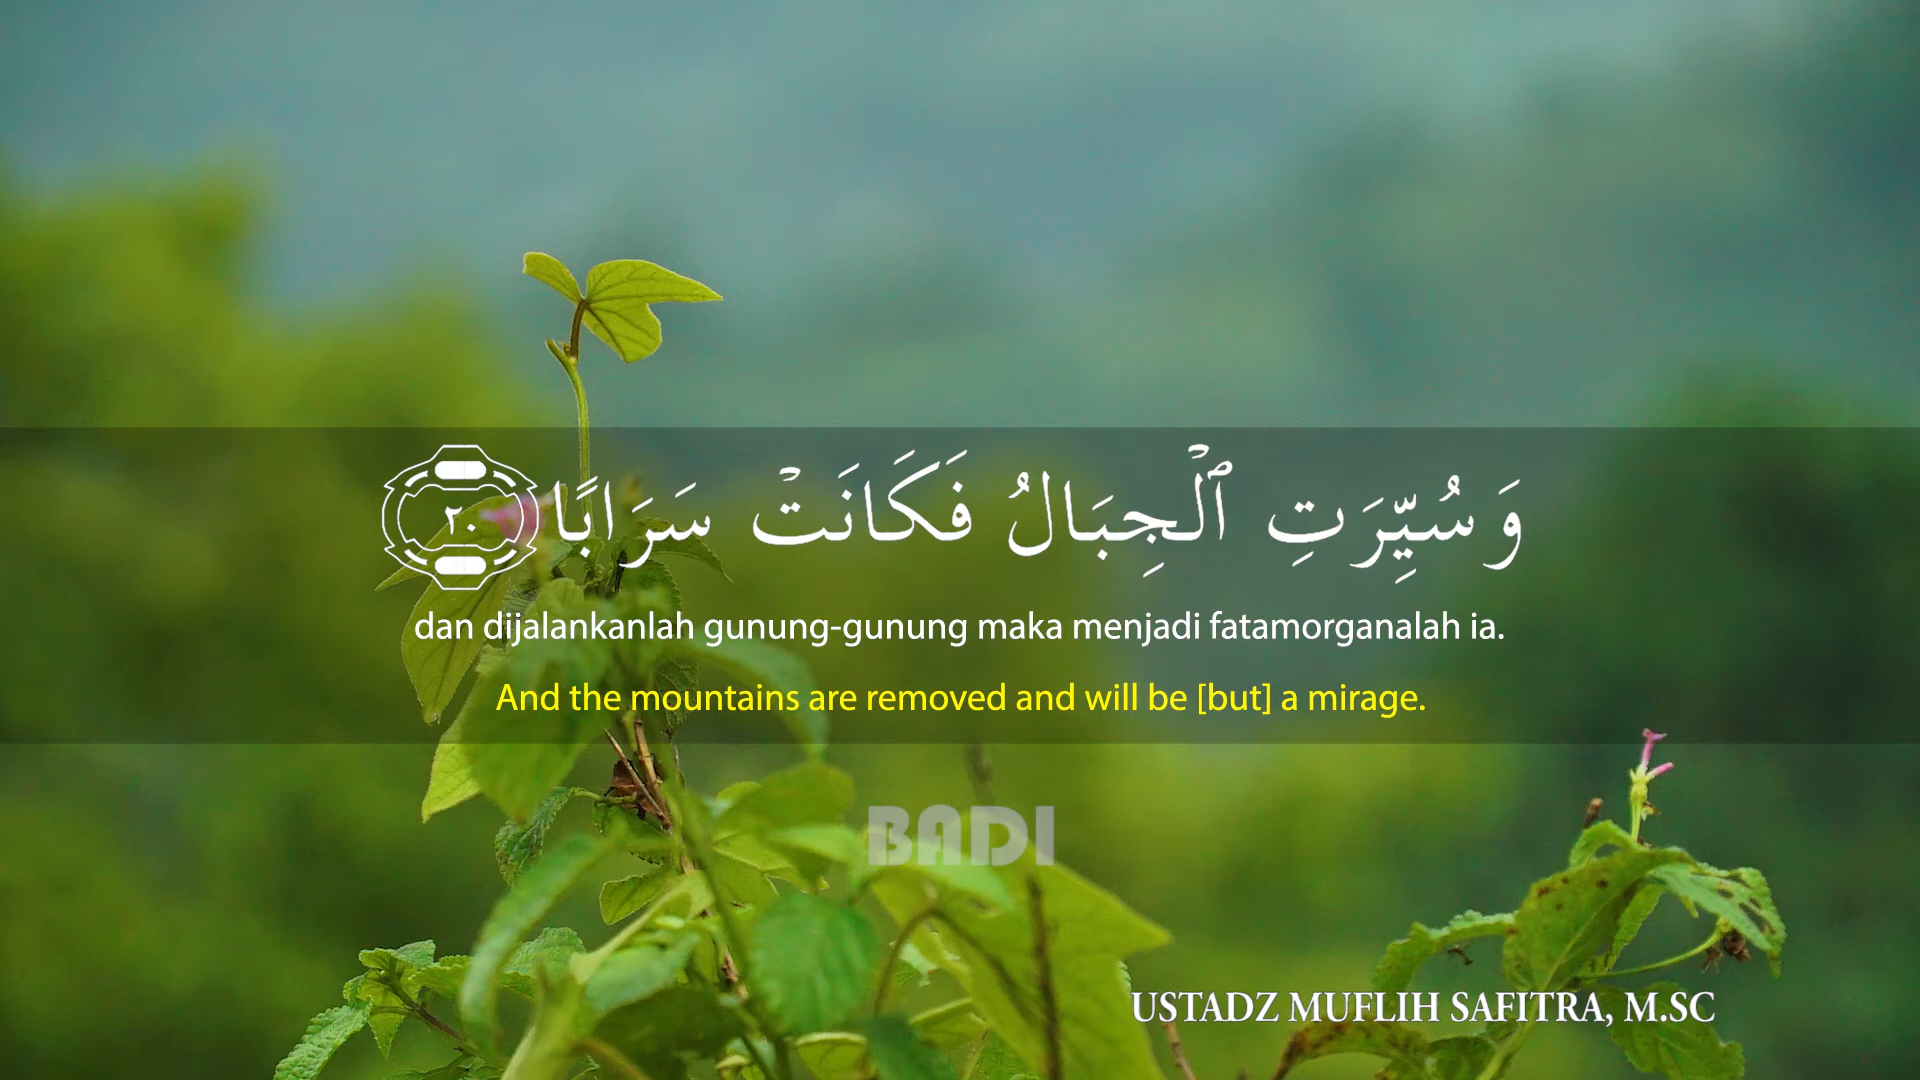 وَسُيِّرَتِ ٱلْجِبَالُ فَكَانَتْ سَرَابًا ٢٠
dan dijalankanlah gunung-gunung maka menjadi fatamorganalah ia.
And the mountains are removed and will be [but] a mirage.
BADI
USTADZ MUFLIH SAFITRA, M.SC